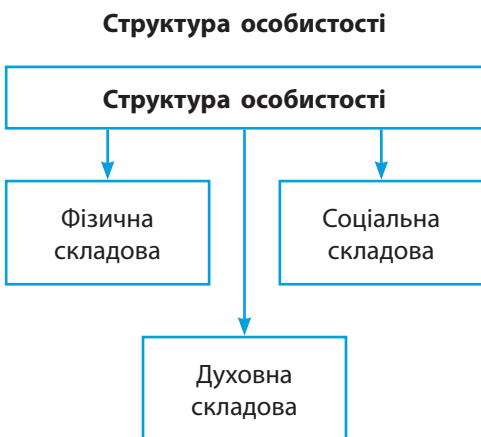 Структура особистості
Структура особистості
Фізична
складова
Соціальна
складова
Духовна
складова